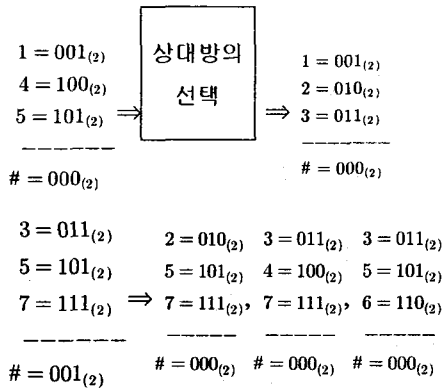 1 = 001₍₂₎
4 = 100₍₂₎
5 = 101₍₂₎ ⇒
------
# = 000₍₂₎
상대방의
선택
⇒
1 = 001₍₂₎
2 = 010₍₂₎
3 = 011₍₂₎
------
# = 000₍₂₎
3 = 011₍₂₎
5 = 101₍₂₎
7 = 111₍₂₎ ⇒
------
# = 001₍₂₎
2 = 010₍₂₎ 3 = 011₍₂₎ 3 = 011₍₂₎
5 = 101₍₂₎ 4 = 100₍₂₎ 5 = 101₍₂₎
7 = 111₍₂₎, 7 = 111₍₂₎, 6 = 110₍₂₎
------ ------ ------
# = 000₍₂₎ # = 000₍₂₎ # = 000₍₂₎